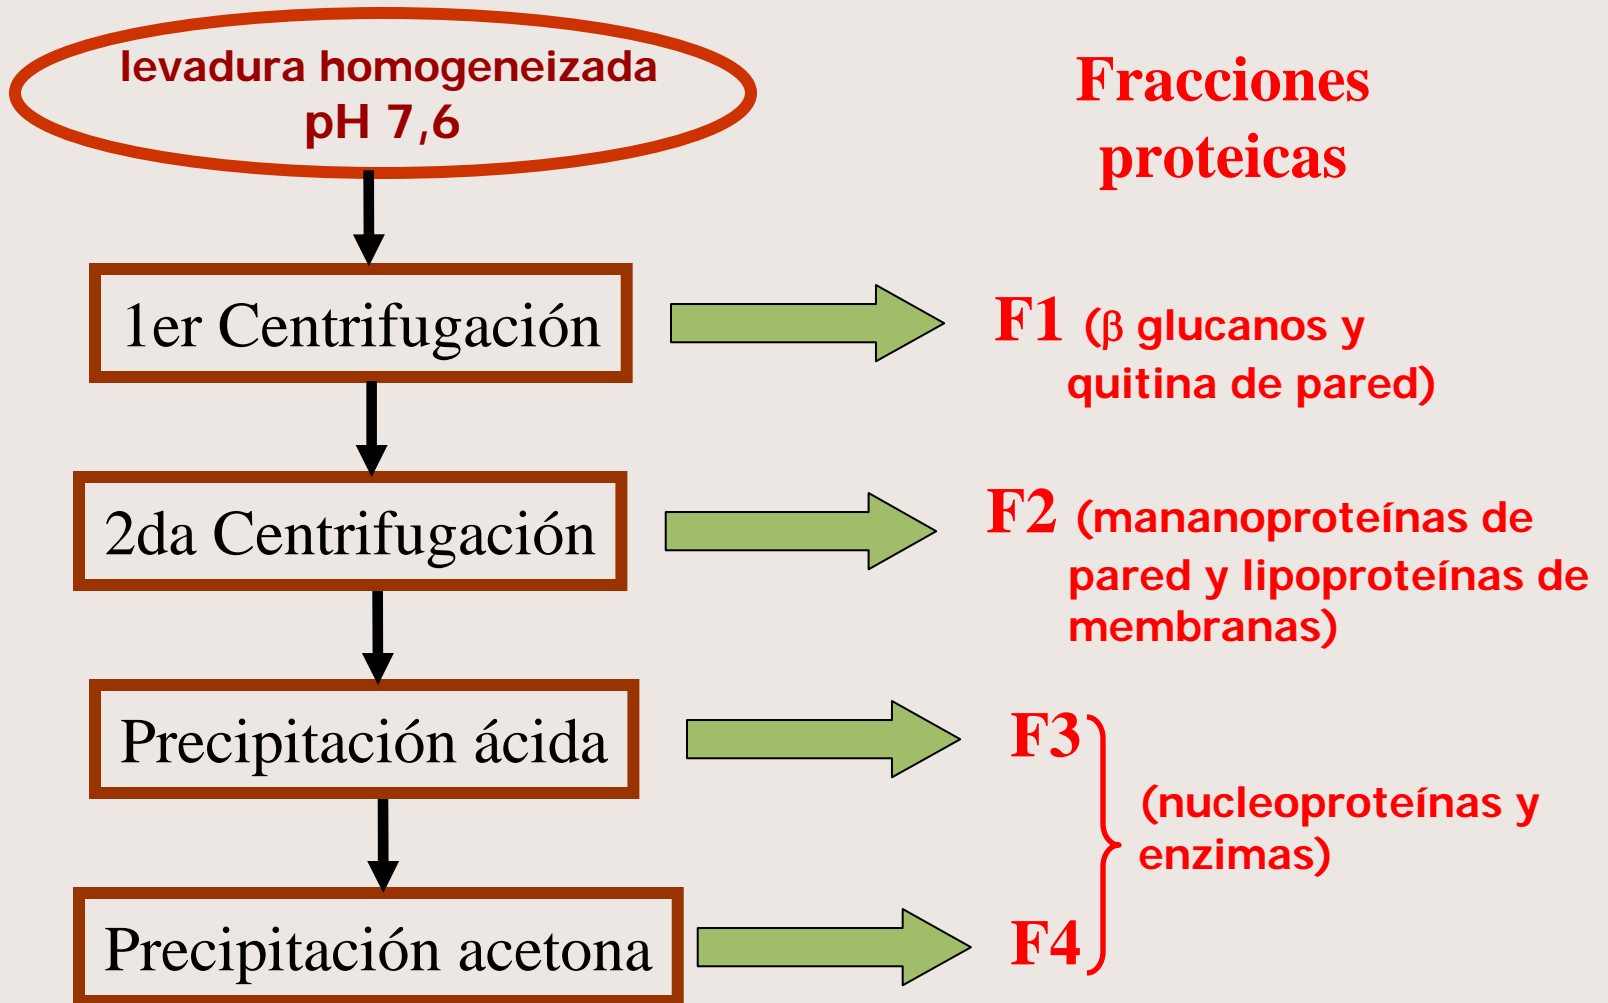 levadura homogeneizada
pH 7,6
Fracciones
proteicas
1er Centrifugación
F1 (β glucanos y
quitina de pared)
2da Centrifugación
F2 (mananoproteínas de
pared y lipoproteínas de
membranas)
Precipitación ácida
F3
(nucleoproteínas y
enzimas)
Precipitación acetona
F4